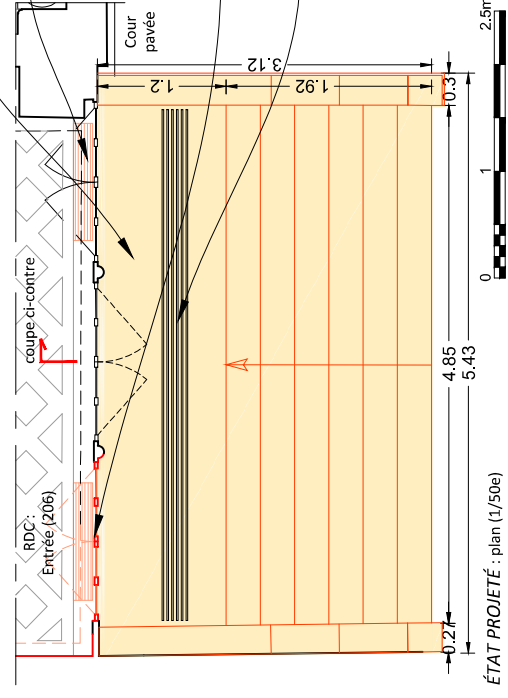 Cour
pavée
3.12
1.2
1.92
0.3
coupe ci-contre
RDC :
Entrée (206)
4.85
5.43
0.27
ÉTAT PROJETÉ : plan (1/50e)
0
1
2.5m